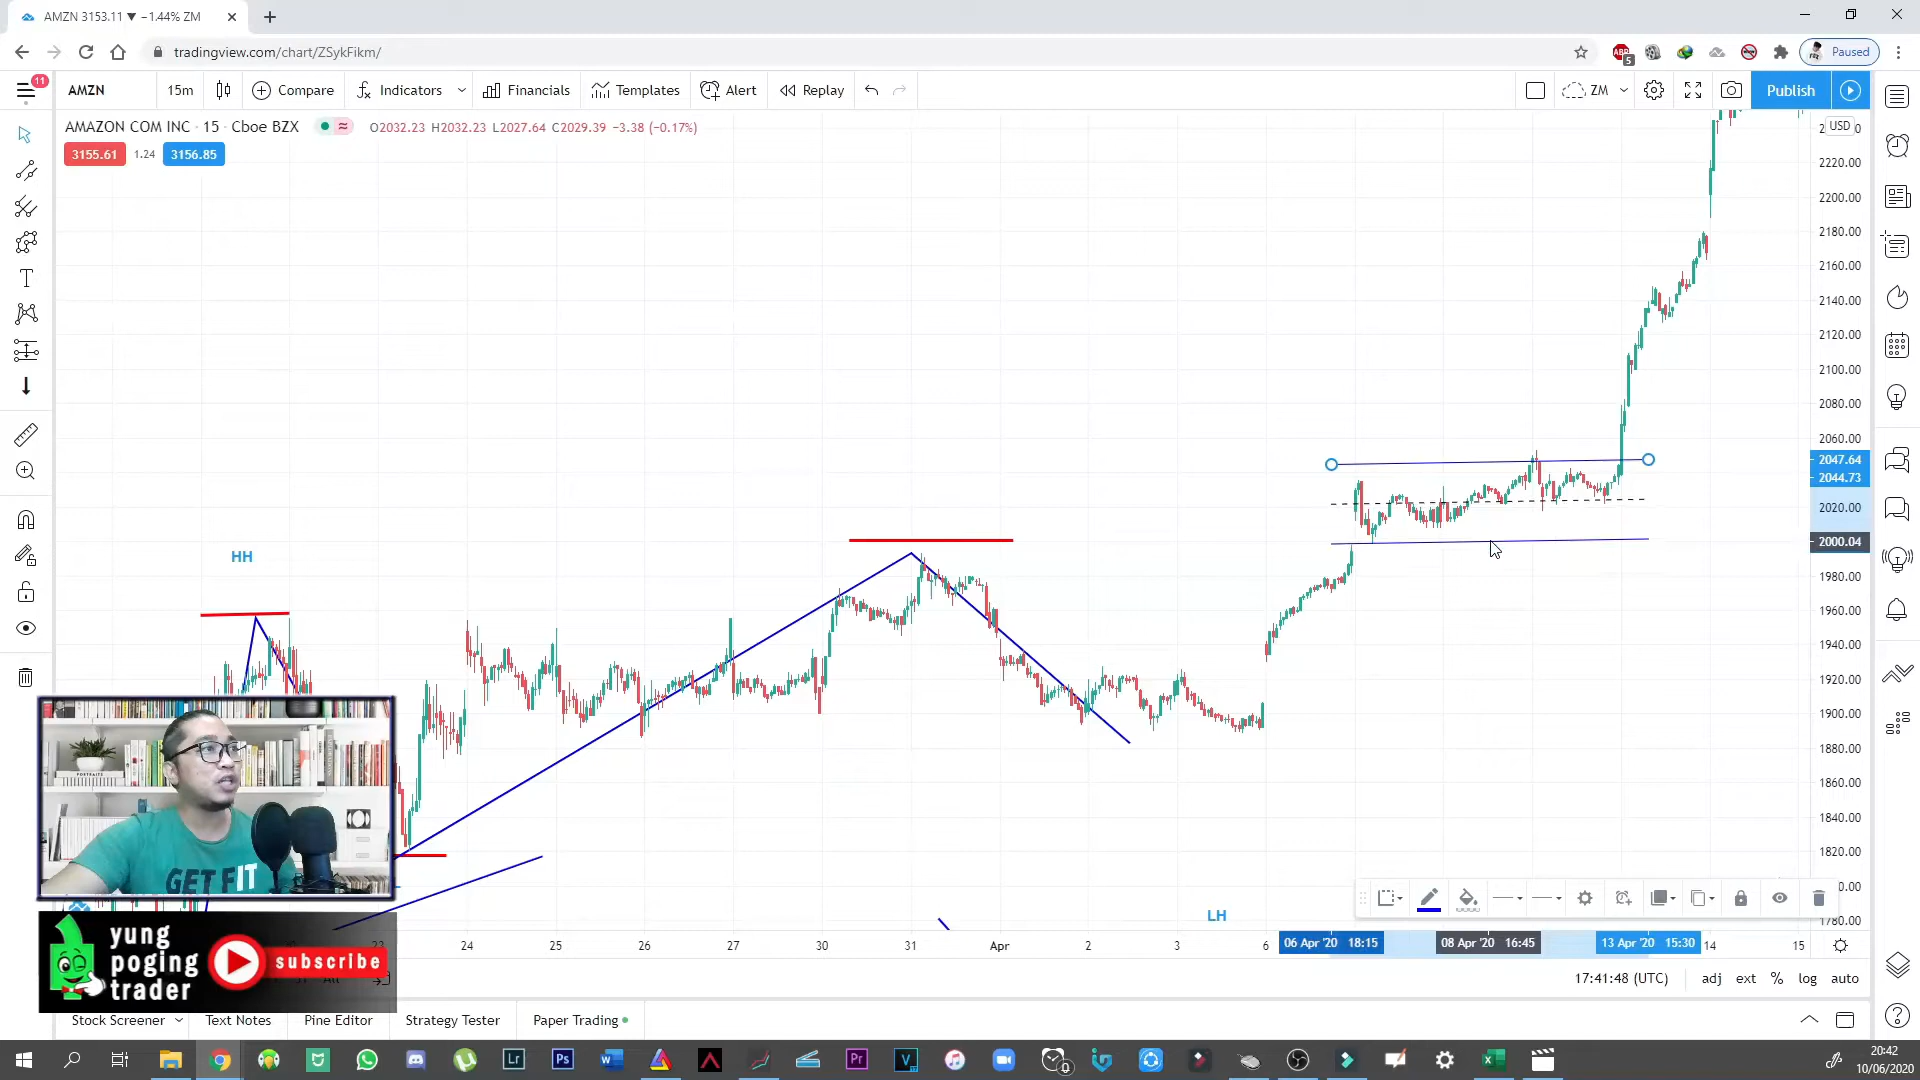 AMZN 3153.11 ▼ −1.44% ZM
tradingview.com/chart/ZSykFikm/
ABP
5
Paused
11
AMZN
15m
Compare
Indicators
Financials
Templates
Alert
Replay
ZM
Publish
AMAZON COM INC · 15 · Cboe BZX
O2032.23 H2032.23 L2027.64 C2029.39 −3.38 (−0.17%)
3155.61
1.24
3156.85
USD
2220.00
2200.00
2180.00
2160.00
2140.00
2120.00
2100.00
2080.00
2060.00
2047.64
2044.73
2020.00
2000.04
1980.00
1960.00
1940.00
1920.00
1900.00
1880.00
1860.00
1840.00
1820.00
1780.00
HH
LH
GET FIT
PORTRAITS
24
25
26
27
30
31
Apr
2
3
6
06 Apr '20 18:15
08 Apr '20 16:45
13 Apr '20 15:30
14
15
yung
poging
trader
subscribe
17:41:48 (UTC)
adj
ext
%
log
auto
Stock Screener
Text Notes
Pine Editor
Strategy Tester
Paper Trading
Lr
Ps
Pr
V
20:42
10/06/2020